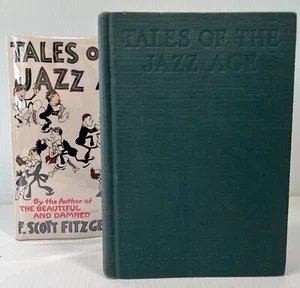 TALES O
JAZZ A
By the Author of
THE BEAUTIFUL
AND DAMNED
F. SCOTT FITZGE
TALES OF THE
JAZZ AGE